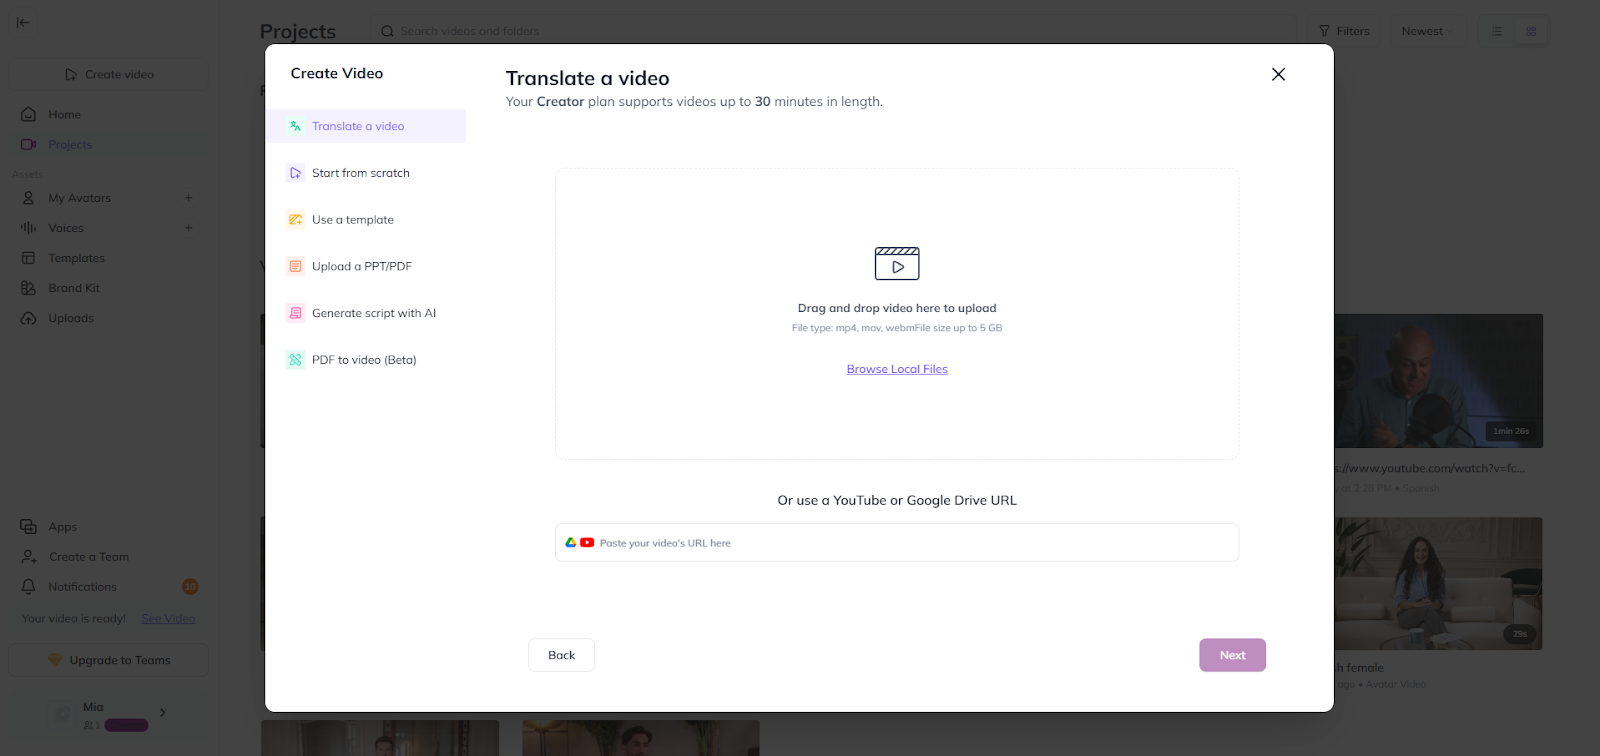 Projects
Search videos and folders
Filters
Newest
Create video
Home
Projects
Assets
My Avatars
Voices
Templates
Brand Kit
Uploads
Apps
Create a Team
Notifications
10
Your video is ready!
See Video
Upgrade to Teams
Mia
1
Create Video
Translate a video
Start from scratch
Use a template
Upload a PPT/PDF
Generate script with AI
PDF to video (Beta)
Translate a video
Your Creator plan supports videos up to 30 minutes in length.
Drag and drop video here to upload
File type: mp4, mov, webmFile size up to 5 GB
Browse Local Files
Or use a YouTube or Google Drive URL
Paste your video's URL here
Back
Next
1min 26s
s://www.youtube.com/watch?v=fc...
at 2:28 PM • Spanish
29s
female
ago • Avatar Video